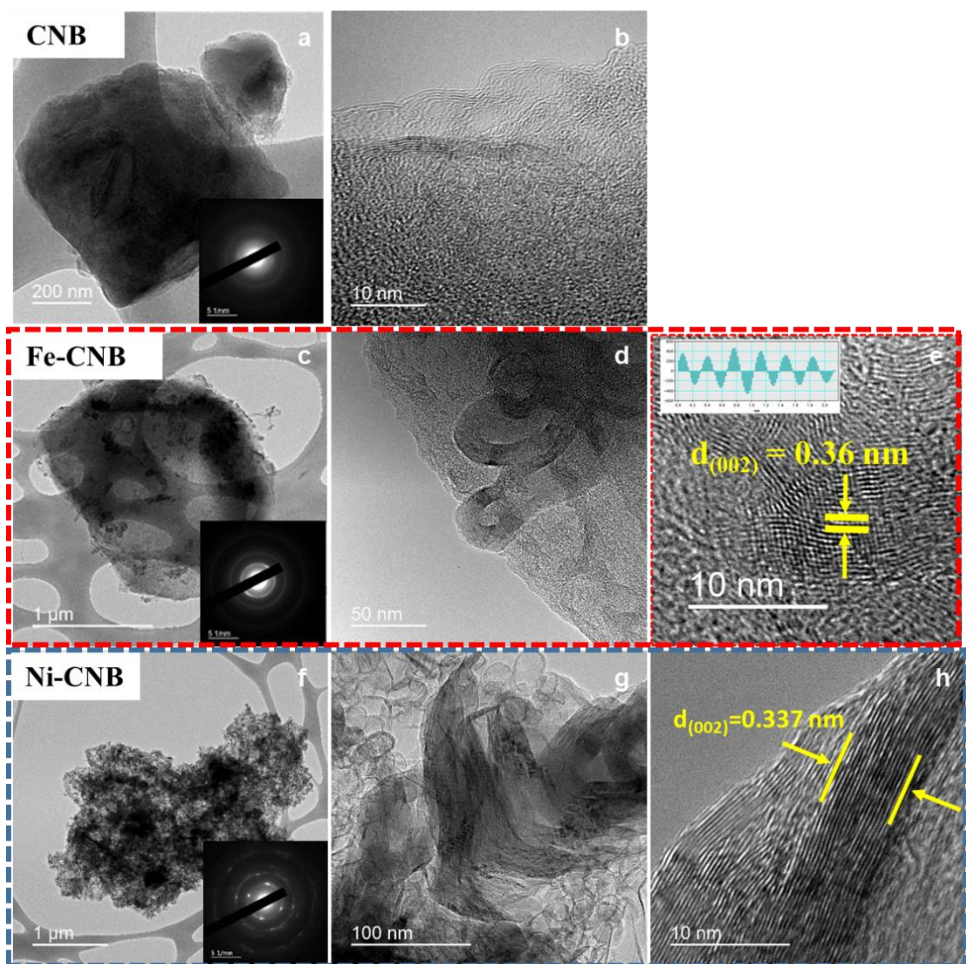 CNB
a
200 nm
5 1/nm
b
10 nm
Fe-CNB
c
1 µm
5 1/nm
d
50 nm
e
d(002) = 0.36 nm
10 nm
Ni-CNB
f
1 µm
5 1/nm
g
100 nm
h
d(002)=0.337 nm
10 nm